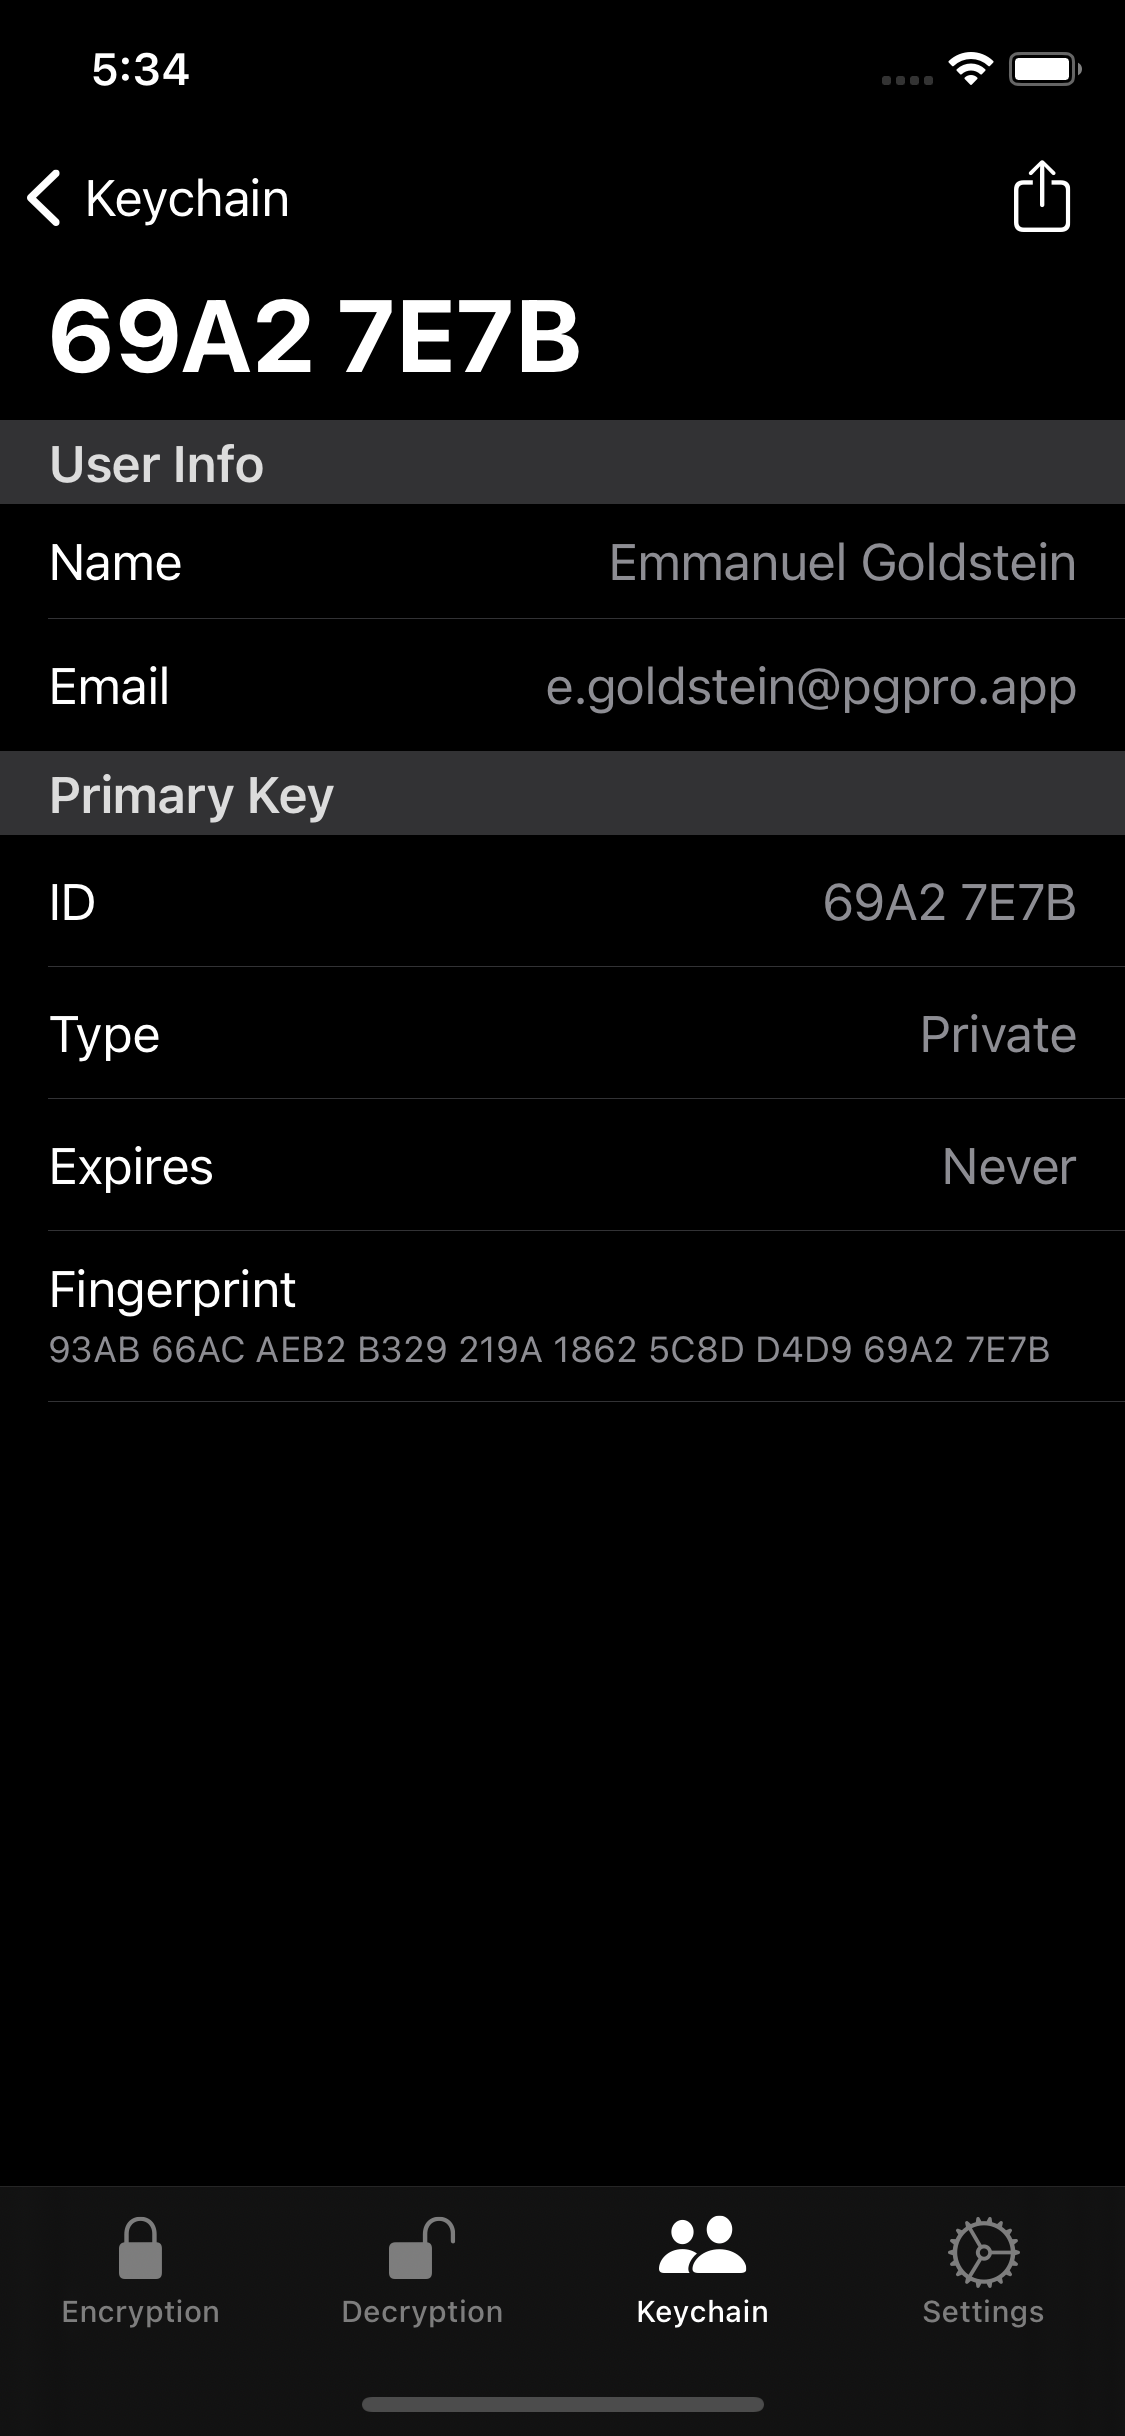 5:34
Keychain
69A2 7E7B
User Info
Name Emmanuel Goldstein
Email e.goldstein@pgpro.app
Primary Key
ID 69A2 7E7B
Type Private
Expires Never
Fingerprint
93AB 66AC AEB2 B329 219A 1862 5C8D D4D9 69A2 7E7B
Encryption Decryption Keychain Settings